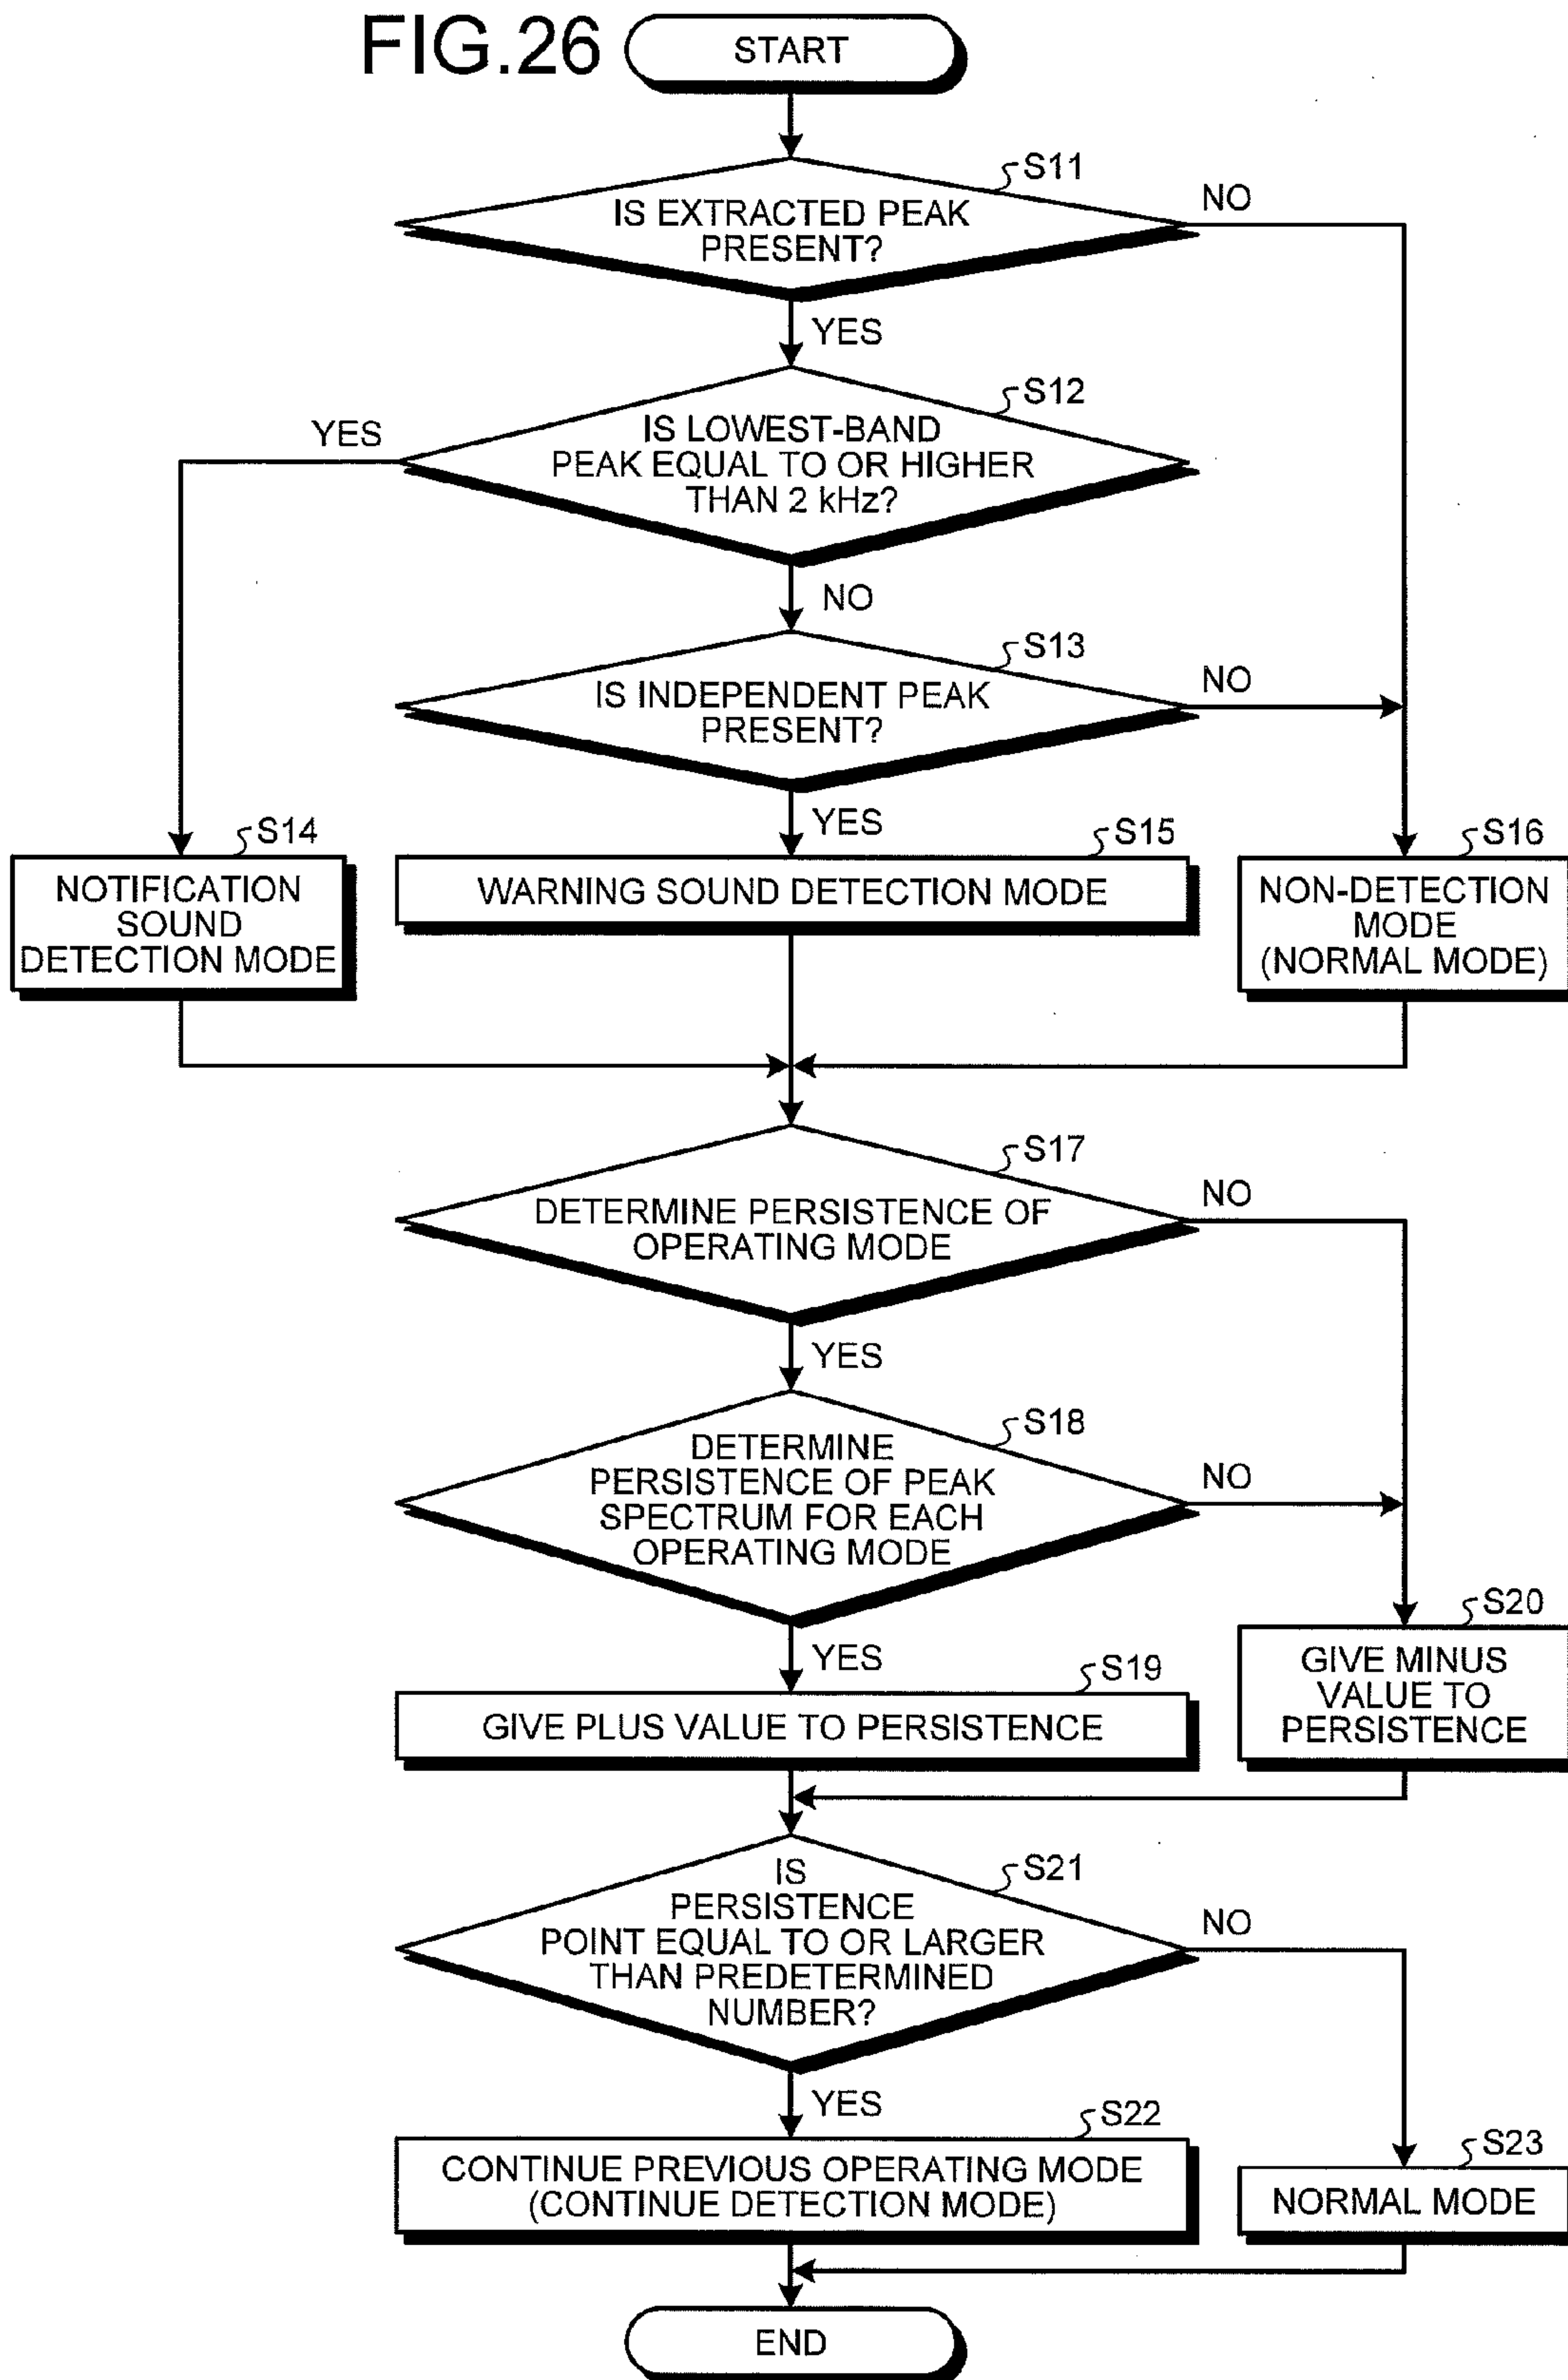 FIG.26
START
S11
IS EXTRACTED PEAK
PRESENT?
NO
YES
S12
IS LOWEST-BAND
PEAK EQUAL TO OR HIGHER
THAN 2 kHz?
YES
NO
S13
IS INDEPENDENT PEAK
PRESENT?
NO
YES
S14
NOTIFICATION
SOUND
DETECTION MODE
S15
WARNING SOUND DETECTION MODE
S16
NON-DETECTION
MODE
(NORMAL MODE)
S17
DETERMINE PERSISTENCE OF
OPERATING MODE
NO
YES
S18
DETERMINE
PERSISTENCE OF PEAK
SPECTRUM FOR EACH
OPERATING MODE
NO
YES
S19
GIVE PLUS VALUE TO PERSISTENCE
S20
GIVE MINUS
VALUE TO
PERSISTENCE
S21
IS
PERSISTENCE
POINT EQUAL TO OR LARGER
THAN PREDETERMINED
NUMBER?
NO
YES
S22
CONTINUE PREVIOUS OPERATING MODE
(CONTINUE DETECTION MODE)
S23
NORMAL MODE
END